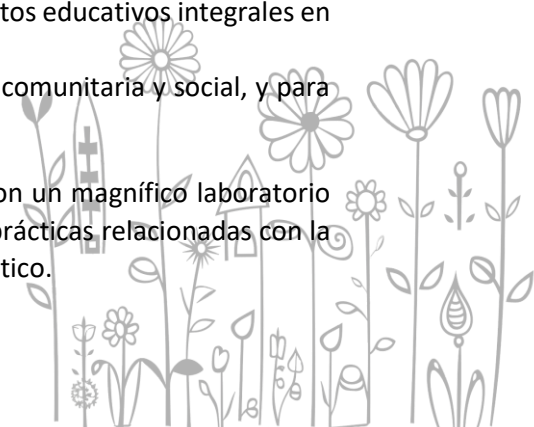 tos educativos integrales en
comunitaria y social, y para
on un magnífico laboratorio
prácticas relacionadas con la
tico.